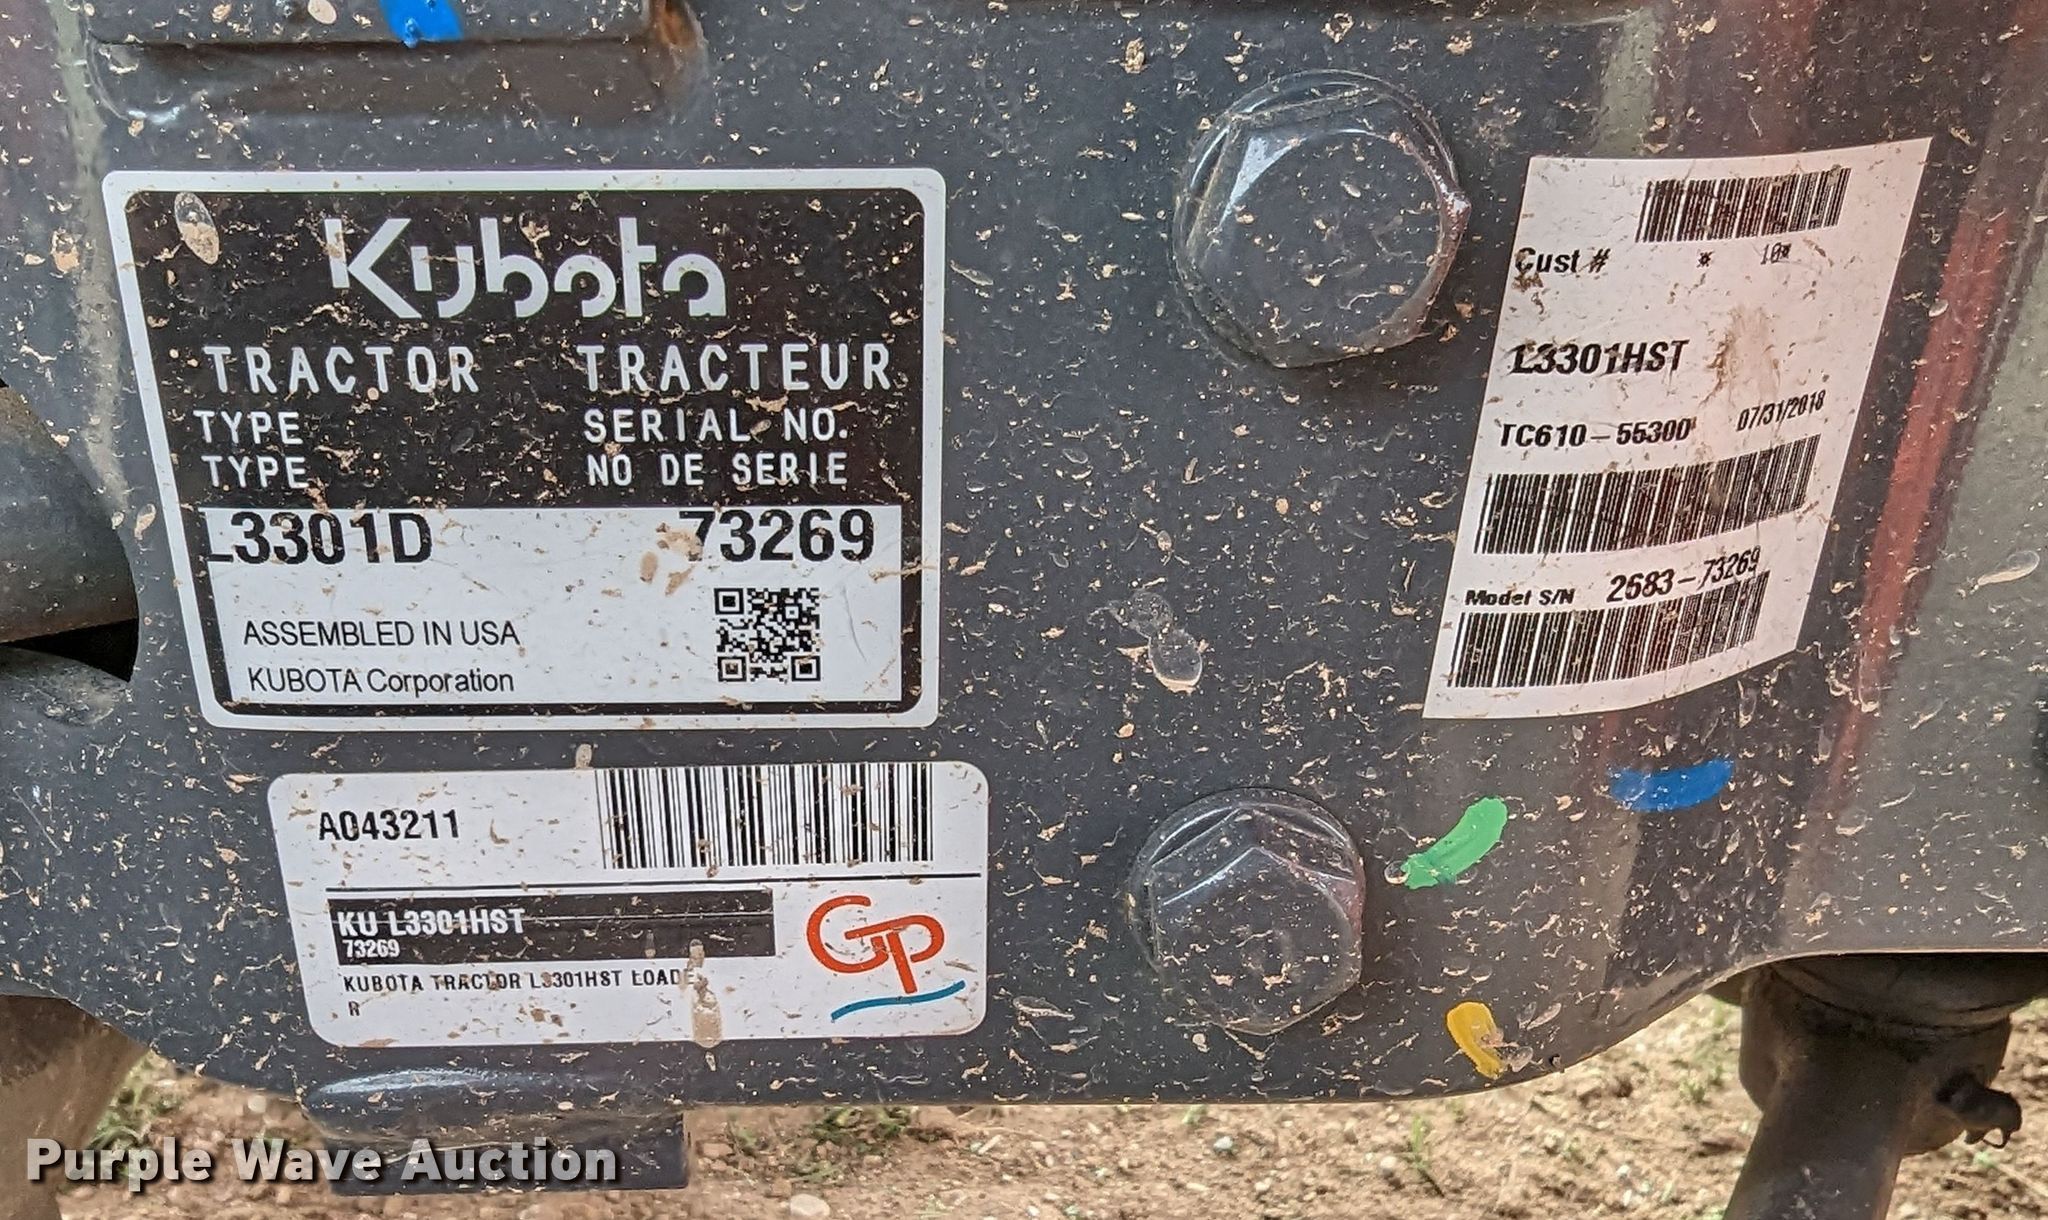 Kubota
TRACTOR TRACTEUR
TYPE SERIAL NO.
TYPE NO DE SERIE
L3301D 73269
ASSEMBLED IN USA
KUBOTA Corporation
A043211
KU L3301HST
73269
KUBOTA TRACTOR L3301HST LOADE
R
GP
Cust # * 10*
L3301HST
TC610-55300 07/31/2018
Model S/N 2683-73269
Purple Wave Auction